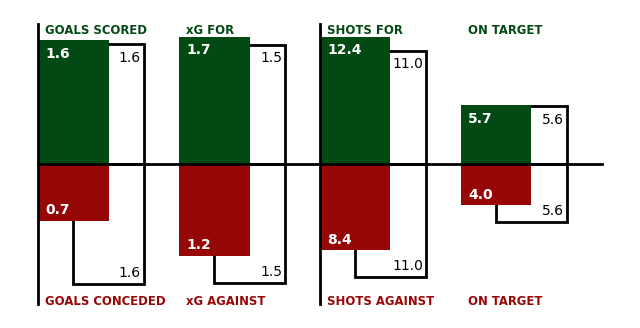 GOALS SCORED xG FOR SHOTS FOR ON TARGET
1.6 1.6 1.7 1.5 12.4 11.0 5.7 5.6
0.7 1.6 1.2 1.5 8.4 11.0 4.0 5.6
GOALS CONCEDED xG AGAINST SHOTS AGAINST ON TARGET